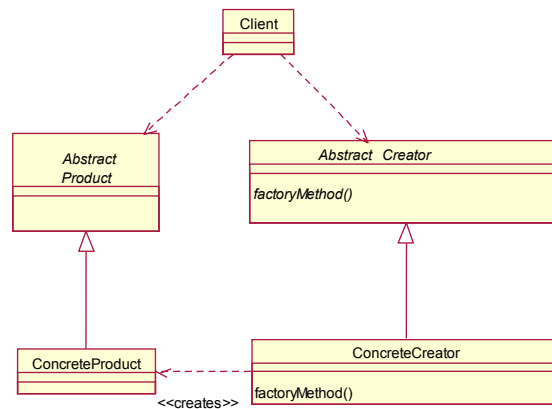 Client
Abstract
Product
Abstract Creator
factoryMethod()
ConcreteProduct
ConcreteCreator
factoryMethod()
<<creates>>